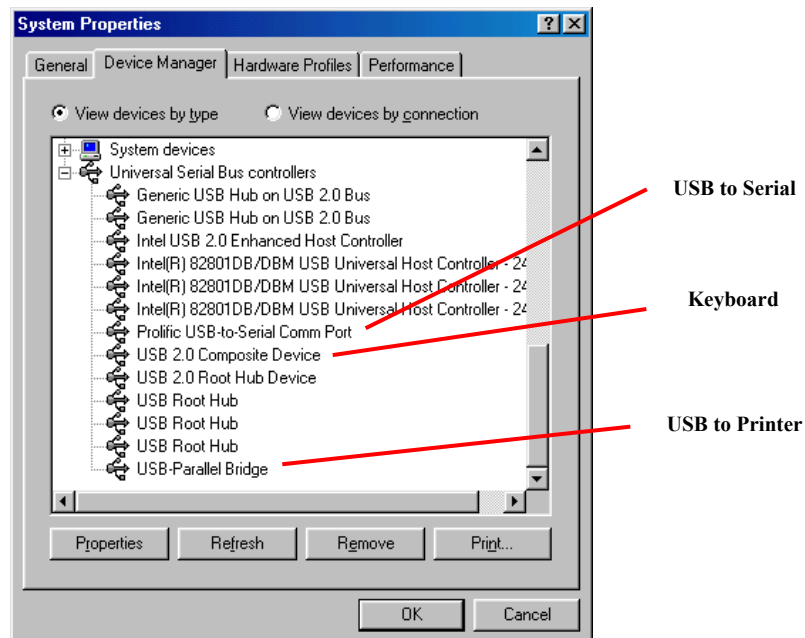 System Properties
General Device Manager Hardware Profiles Performance
View devices by type View devices by connection
System devices
Universal Serial Bus controllers
Generic USB Hub on USB 2.0 Bus
Generic USB Hub on USB 2.0 Bus
Intel USB 2.0 Enhanced Host Controller
Intel(R) 82801DB/DBM USB Universal Host Controller - 24
Intel(R) 82801DB/DBM USB Universal Host Controller - 24
Intel(R) 82801DB/DBM USB Universal Host Controller - 24
Prolific USB-to-Serial Comm Port
USB 2.0 Composite Device
USB 2.0 Root Hub Device
USB Root Hub
USB Root Hub
USB Root Hub
USB-Parallel Bridge
Properties Refresh Remove Print...
OK Cancel
USB to Serial
Keyboard
USB to Printer